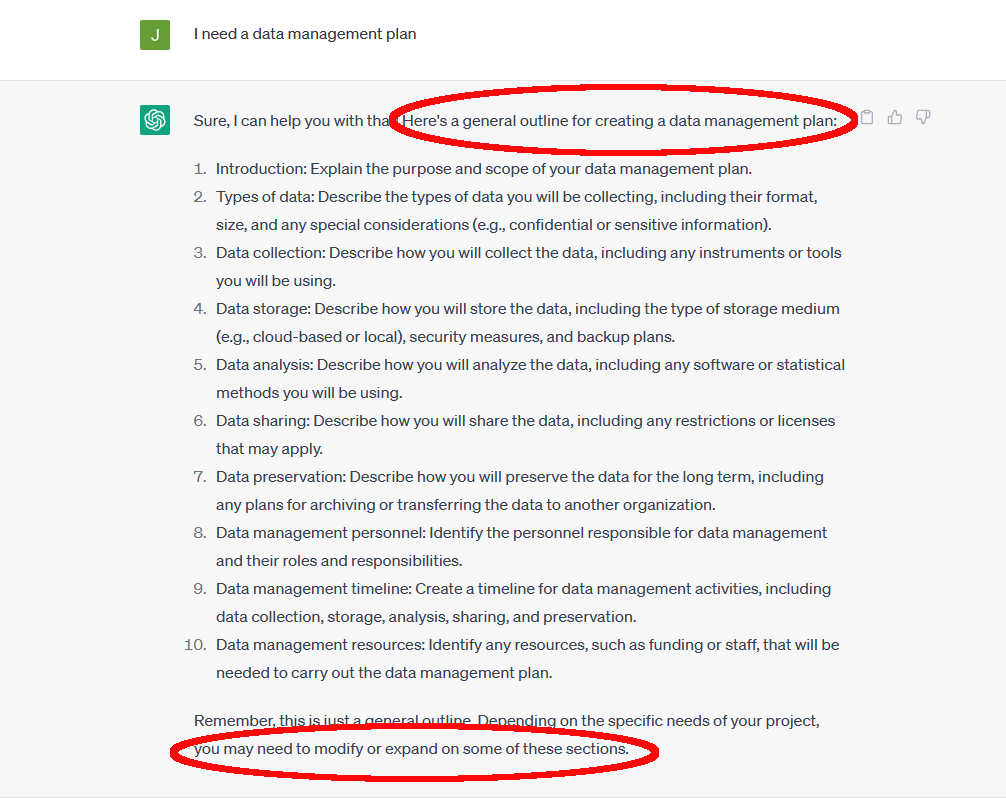 J
I need a data management plan
Sure, I can help you with that. Here's a general outline for creating a data management plan:
1. Introduction: Explain the purpose and scope of your data management plan.
2. Types of data: Describe the types of data you will be collecting, including their format,
size, and any special considerations (e.g., confidential or sensitive information).
3. Data collection: Describe how you will collect the data, including any instruments or tools
you will be using.
4. Data storage: Describe how you will store the data, including the type of storage medium
(e.g., cloud-based or local), security measures, and backup plans.
5. Data analysis: Describe how you will analyze the data, including any software or statistical
methods you will be using.
6. Data sharing: Describe how you will share the data, including any restrictions or licenses
that may apply.
7. Data preservation: Describe how you will preserve the data for the long term, including
any plans for archiving or transferring the data to another organization.
8. Data management personnel: Identify the personnel responsible for data management
and their roles and responsibilities.
9. Data management timeline: Create a timeline for data management activities, including
data collection, storage, analysis, sharing, and preservation.
10. Data management resources: Identify any resources, such as funding or staff, that will be
needed to carry out the data management plan.
Remember, this is just a general outline. Depending on the specific needs of your project,
you may need to modify or expand on some of these sections.